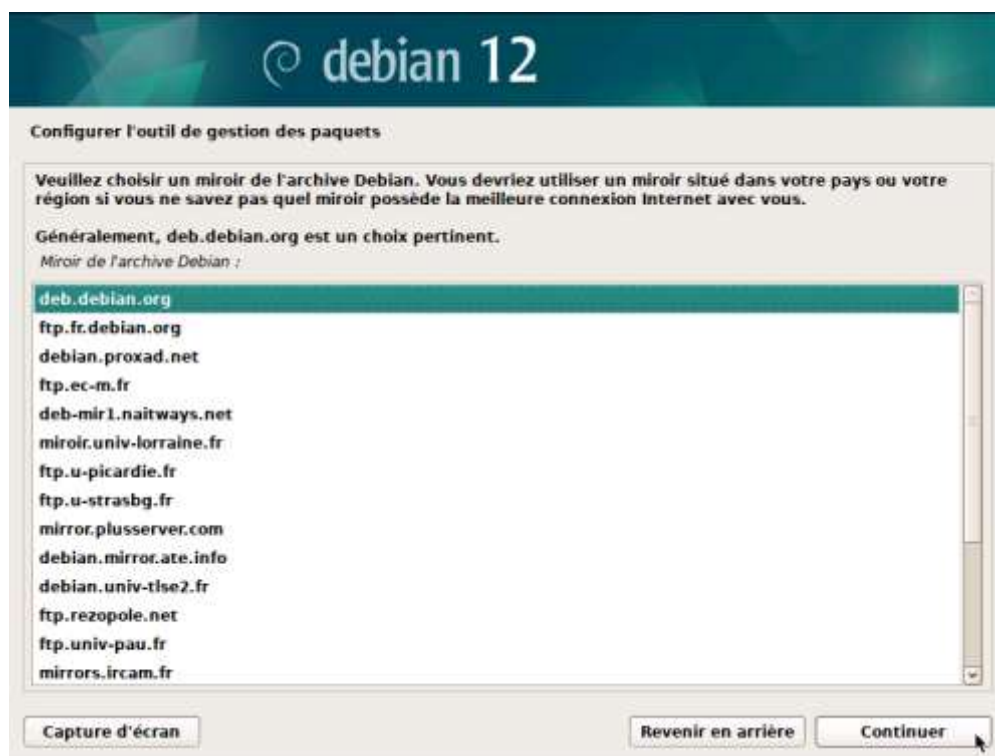 debian 12
Configurer l'outil de gestion des paquets
Veuillez choisir un miroir de l'archive Debian. Vous devriez utiliser un miroir situé dans votre pays ou votre
région si vous ne savez pas quel miroir possède la meilleure connexion Internet avec vous.
Généralement, deb.debian.org est un choix pertinent.
Miroir de l'archive Debian :
deb.debian.org
ftp.fr.debian.org
debian.proxad.net
ftp.ec-m.fr
deb-mir1.naitways.net
miroir.univ-lorraine.fr
ftp.u-picardie.fr
ftp.u-strasbg.fr
mirror.plusserver.com
debian.mirror.ate.info
debian.univ-tlse2.fr
ftp.rezopole.net
ftp.univ-pau.fr
mirrors.ircam.fr
Capture d'écran
Revenir en arrière
Continuer